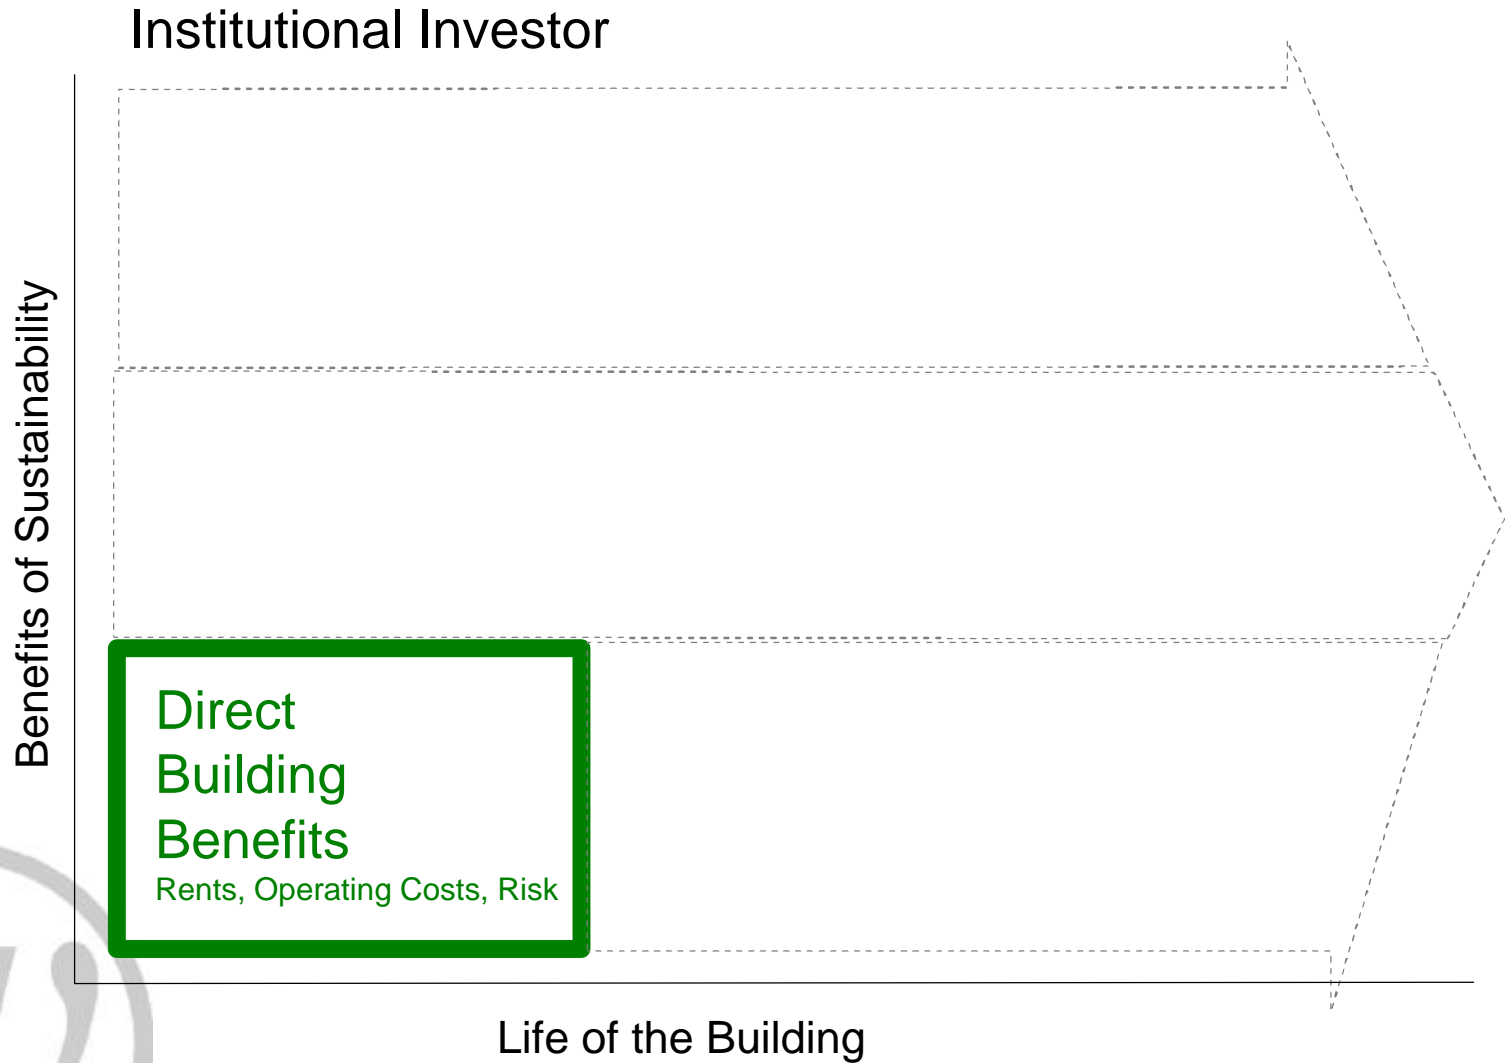 Institutional Investor
Benefits of Sustainability
Direct
Building
Benefits
Rents, Operating Costs, Risk
Life of the Building